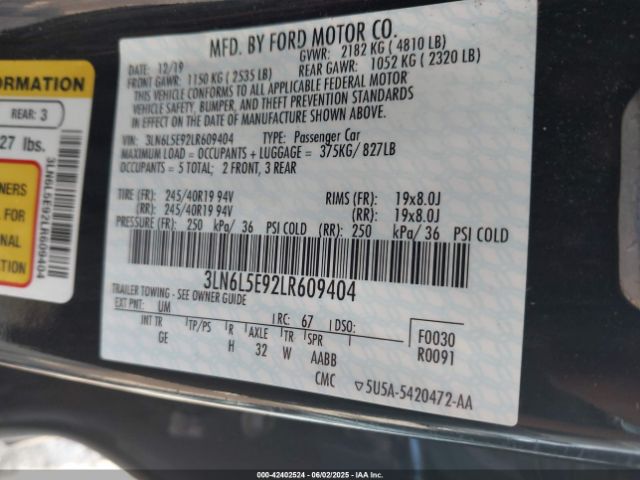 ORMATION
REAR: 3
27 lbs.
NERS
L FOR
ONAL
ON
3LN6L5E92LR609404
MFD. BY FORD MOTOR CO.
DATE: 12/19 GVWR: 2182 KG ( 4810 LB)
FRONT GAWR: 1150 KG ( 2535 LB) REAR GAWR: 1052 KG ( 2320 LB)
THIS VEHICLE CONFORMS TO ALL APPLICABLE FEDERAL MOTOR
VEHICLE SAFETY, BUMPER, AND THEFT PREVENTION STANDARDS
IN EFFECT ON THE DATE OF MANUFACTURE SHOWN ABOVE.
VIN: 3LN6L5E92LR609404 TYPE: Passenger Car
MAXIMUM LOAD = OCCUPANTS + LUGGAGE = 375KG/ 827LB
OCCUPANTS = 5 TOTAL; 2 FRONT, 3 REAR
TIRE (FR): 245/40R19 94V RIMS (FR): 19x8.0J
(RR): 245/40R19 94V (RR): 19x8.0J
PRESSURE (FR): 250 kPa/ 36 PSI COLD (RR): 250 kPa/ 36 PSI COLD
3LN6L5E92LR609404
TRAILER TOWING - SEE OWNER GUIDE
EXT PNT: UM RC: 67 DSO: F0030
INT TR TP/PS R AXLE TR SPR R0091
GE H 32 W AABB
CMC 5U5A-5420472-AA
00-42402524 | 06/02/2025 | IAAI.COM